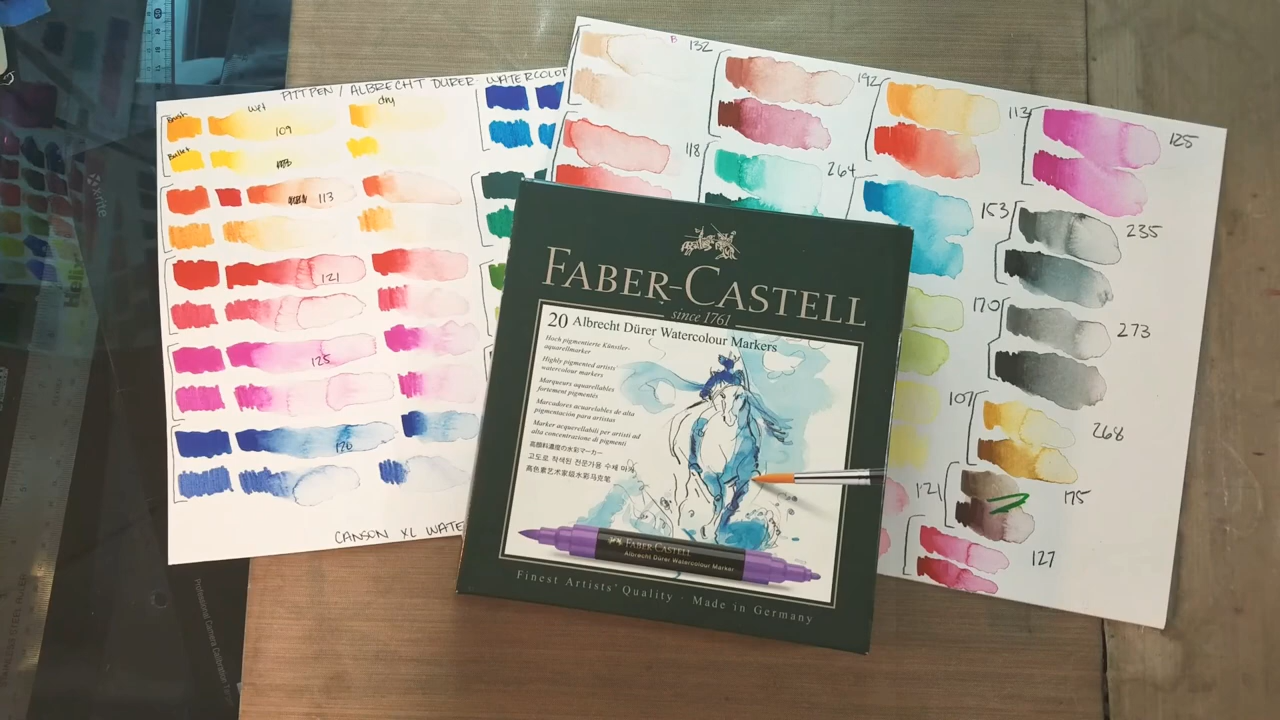 PITTPEN / ALBRECHT DÜRER WATERCOLOR
Brush
wet
dry
109
Bullet
113
121
125
120
CANSON XL WATE
B 132
192
113
125
118
264
153
235
170
273
107
268
175
121
127
FABER-CASTELL
since 1761
20 Albrecht Dürer Watercolour Markers
Hoch pigmentierte Künstler-
aquarellmarker
Highly pigmented artists'
watercolour markers
Marqueurs aquarellables
fortement pigmentés
Marcadores acuarelables de alta
pigmentación para artistas
Marker acquerellabili per artisti ad
alta concentrazione di pigmenti
高顔料濃度の水彩マーカー
고도로 착색된 전문가용 수채 마커
高色素艺术家级水彩马克笔
FABER-CASTELL
Albrecht Dürer Watercolour Marker
Finest Artists' Quality · Made in Germany
x-rite
Professional Camera Calibration